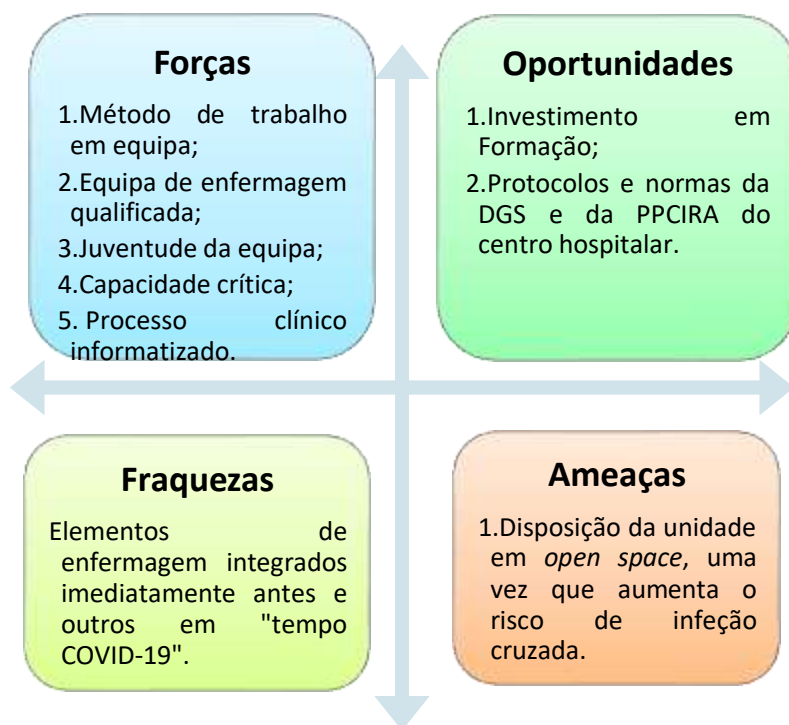 Forças
1.Método de trabalho
em equipa;
2.Equipa de enfermagem
qualificada;
3.Juventude da equipa;
4.Capacidade crítica;
5. Processo clínico
informatizado.
Oportunidades
1.Investimento em
Formação;
2.Protocolos e normas da
DGS e da PPCIRA do
centro hospitalar.
Fraquezas
Elementos de
enfermagem integrados
imediatamente antes e
outros em "tempo
COVID-19".
Ameaças
1.Disposição da unidade
em open space, uma
vez que aumenta o
risco de infeção
cruzada.